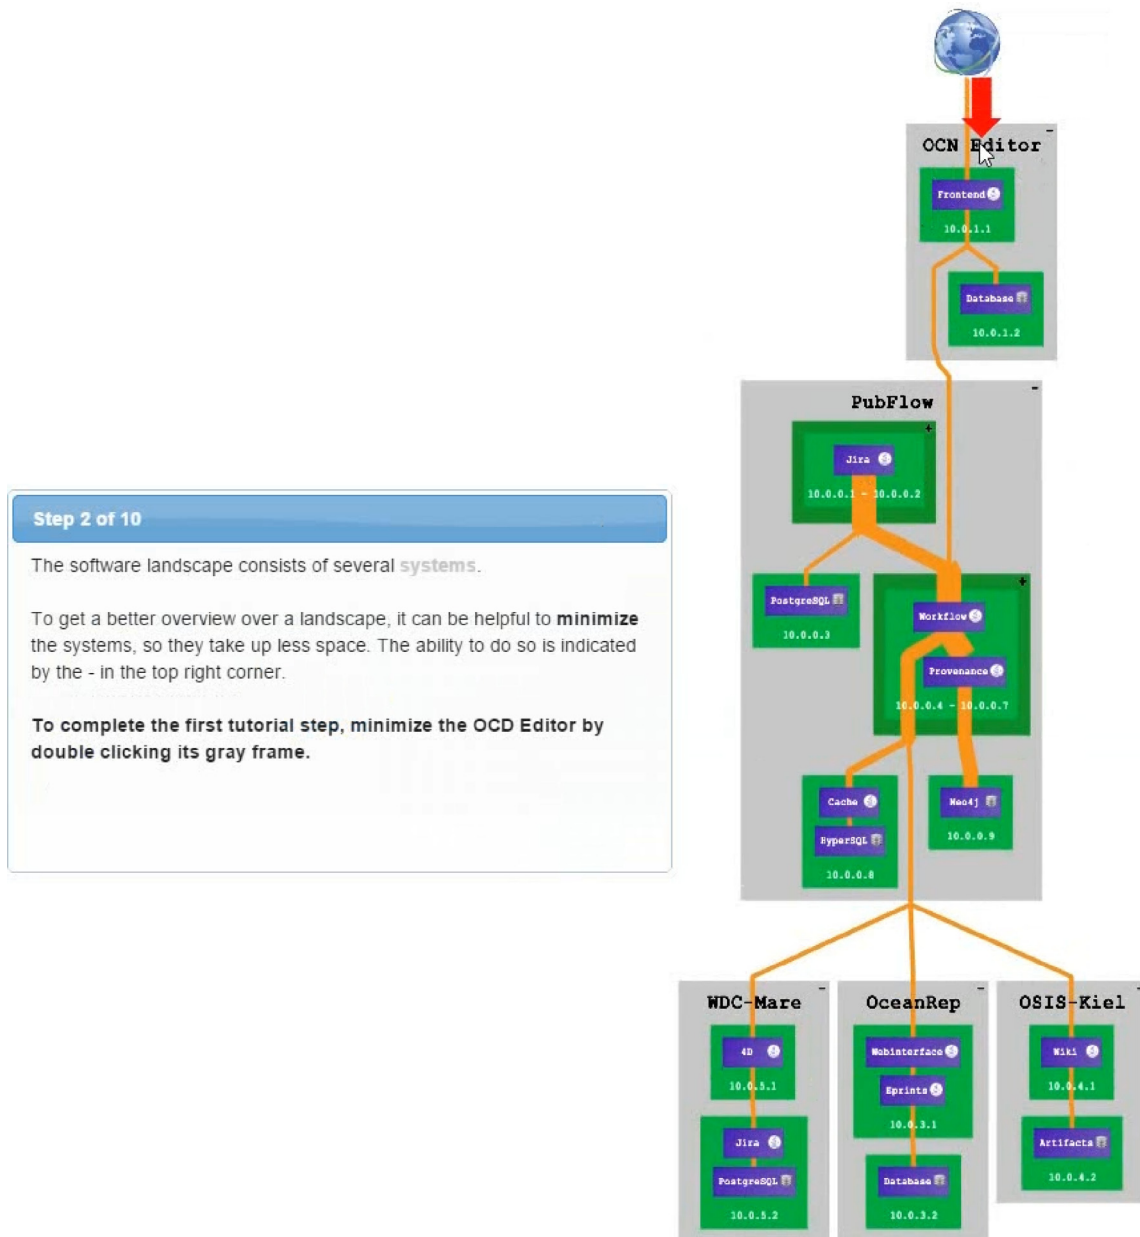 OCN Editor
-
Frontend
10.0.1.1
Database
10.0.1.2
-
PubFlow
+
Jira
10.0.0.1 - 10.0.0.2
PostgreSQL
10.0.0.3
+
Workflow
Provenance
10.0.0.4 - 10.0.0.7
Cache
HyperSQL
10.0.0.8
Neo4j
10.0.0.9
Step 2 of 10
The software landscape consists of several systems.
To get a better overview over a landscape, it can be helpful to minimize
the systems, so they take up less space. The ability to do so is indicated
by the - in the top right corner.
To complete the first tutorial step, minimize the OCD Editor by
double clicking its gray frame.
-
WDC-Mare
4D
10.0.5.1
Jira
PostgreSQL
10.0.5.2
-
OceanRep
Webinterface
Eprints
10.0.3.1
Database
10.0.3.2
-
OSIS-Kiel
Wiki
10.0.4.1
Artifacts
10.0.4.2